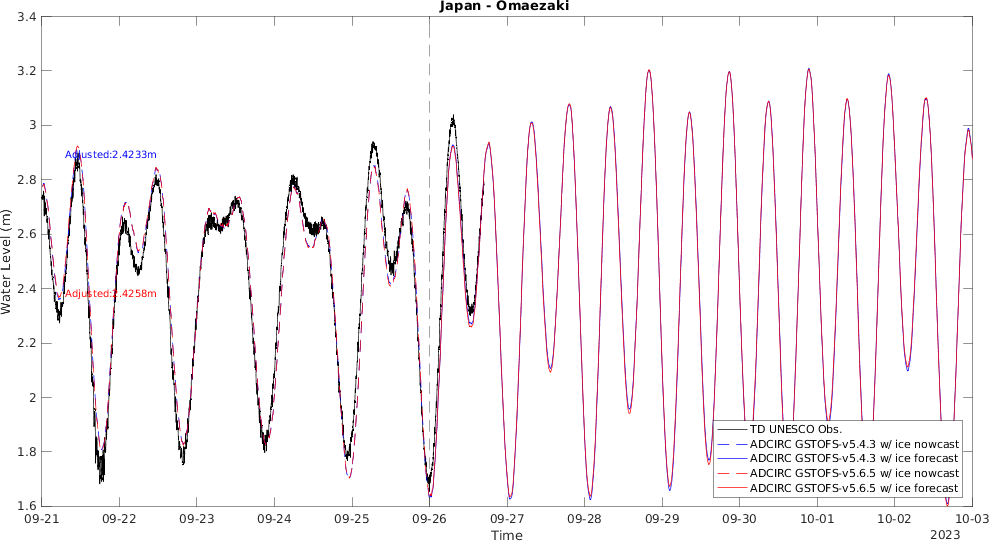 Japan - Omaezaki
Water Level (m)
3.4
3.2
3
2.8
2.6
2.4
2.2
2
1.8
1.6
Adjusted:2.4233m
Adjusted:2.4258m
TD UNESCO Obs.
ADCIRC GSTOFS-v5.4.3 w/ ice nowcast
ADCIRC GSTOFS-v5.4.3 w/ ice forecast
ADCIRC GSTOFS-v5.6.5 w/ ice nowcast
ADCIRC GSTOFS-v5.6.5 w/ ice forecast
09-21 09-22 09-23 09-24 09-25 09-26 09-27 09-28 09-29 09-30 10-01 10-02 10-03
Time
2023